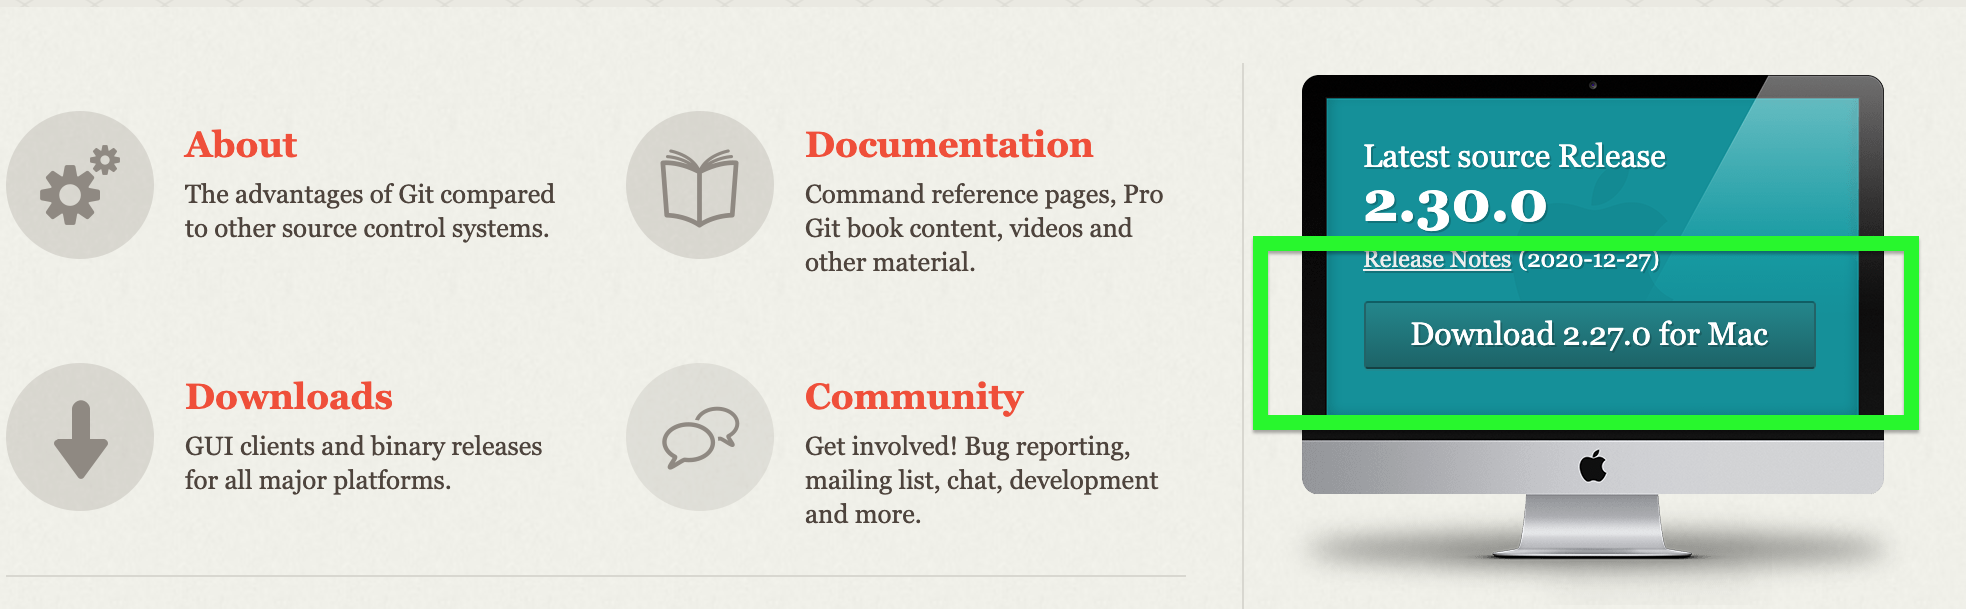 About
The advantages of Git compared
to other source control systems.
Documentation
Command reference pages, Pro
Git book content, videos and
other material.
Downloads
GUI clients and binary releases
for all major platforms.
Community
Get involved! Bug reporting,
mailing list, chat, development
and more.
Latest source Release
2.30.0
Release Notes (2020-12-27)
Download 2.27.0 for Mac